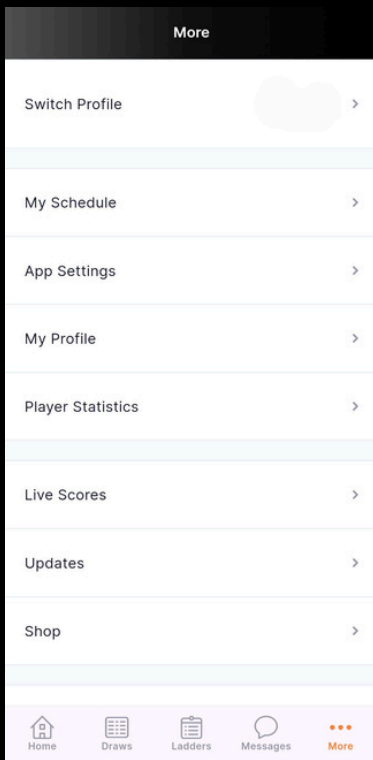 More
Switch Profile
My Schedule
App Settings
My Profile
Player Statistics
Live Scores
Updates
Shop
Home Draws Ladders Messages More